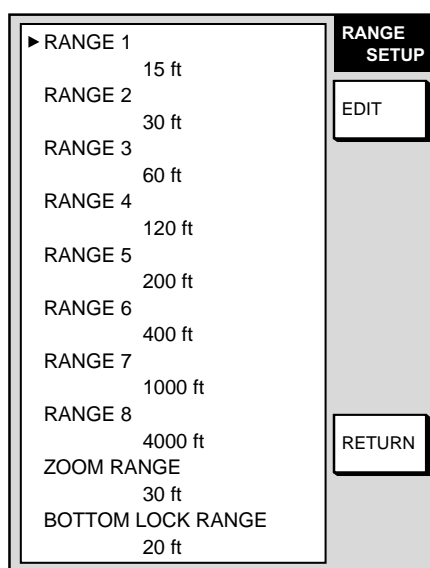 ▶ RANGE 1
15 ft
RANGE 2
30 ft
RANGE 3
60 ft
RANGE 4
120 ft
RANGE 5
200 ft
RANGE 6
400 ft
RANGE 7
1000 ft
RANGE 8
4000 ft
ZOOM RANGE
30 ft
BOTTOM LOCK RANGE
20 ft
RANGE
SETUP
EDIT
RETURN